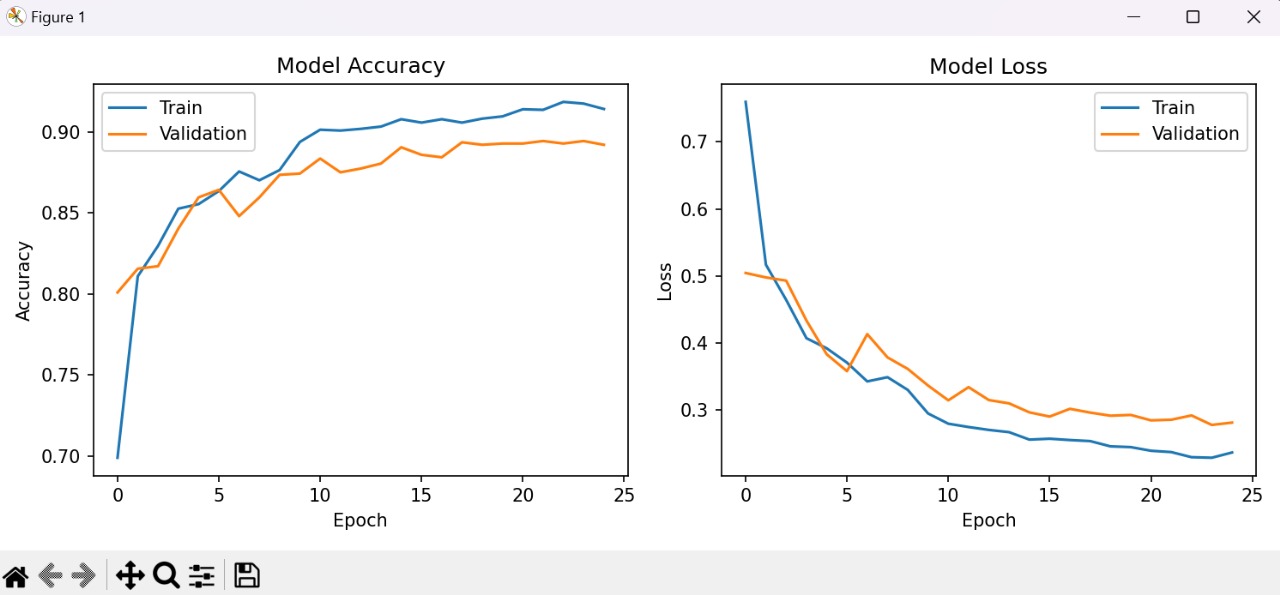 Figure 1
Model Accuracy
Train
Validation
Accuracy
0.90
0.85
0.80
0.75
0.70
0 5 10 15 20 25
Epoch
Model Loss
Train
Validation
Loss
0.7
0.6
0.5
0.4
0.3
0 5 10 15 20 25
Epoch